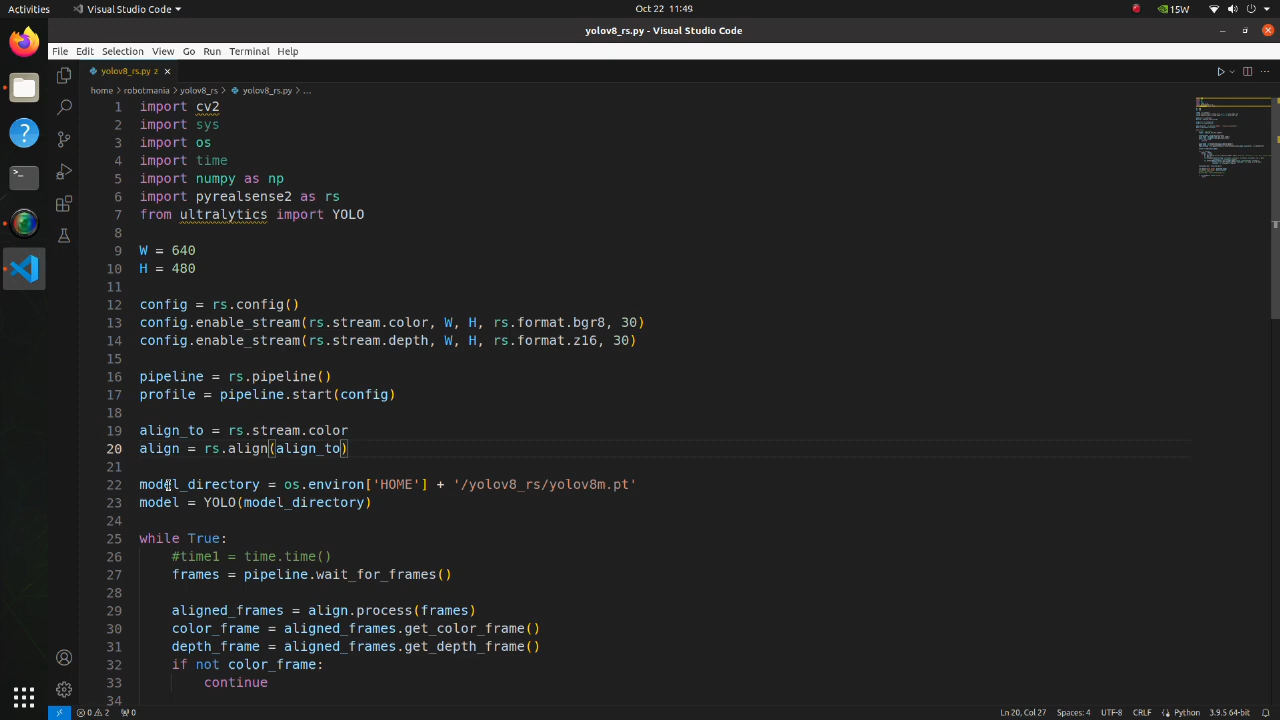 Activities
Visual Studio Code
Oct 22 11:49
15W
yolov8_rs.py - Visual Studio Code
File Edit Selection View Go Run Terminal Help
yolov8_rs.py 2
home > robotmania > yolov8_rs > yolov8_rs.py > ...
1 import cv2
2 import sys
3 import os
4 import time
5 import numpy as np
6 import pyrealsense2 as rs
7 from ultralytics import YOLO
8
9 W = 640
10 H = 480
11
12 config = rs.config()
13 config.enable_stream(rs.stream.color, W, H, rs.format.bgr8, 30)
14 config.enable_stream(rs.stream.depth, W, H, rs.format.z16, 30)
15
16 pipeline = rs.pipeline()
17 profile = pipeline.start(config)
18
19 align_to = rs.stream.color
20 align = rs.align(align_to)
21
22 model_directory = os.environ['HOME'] + '/yolov8_rs/yolov8m.pt'
23 model = YOLO(model_directory)
24
25 while True:
26 #time1 = time.time()
27 frames = pipeline.wait_for_frames()
28
29 aligned_frames = align.process(frames)
30 color_frame = aligned_frames.get_color_frame()
31 depth_frame = aligned_frames.get_depth_frame()
32 if not color_frame:
33 continue
34
0 2 0 Ln 20, Col 27 Spaces: 4 UTF-8 CRLF Python 3.9.5 64-bit